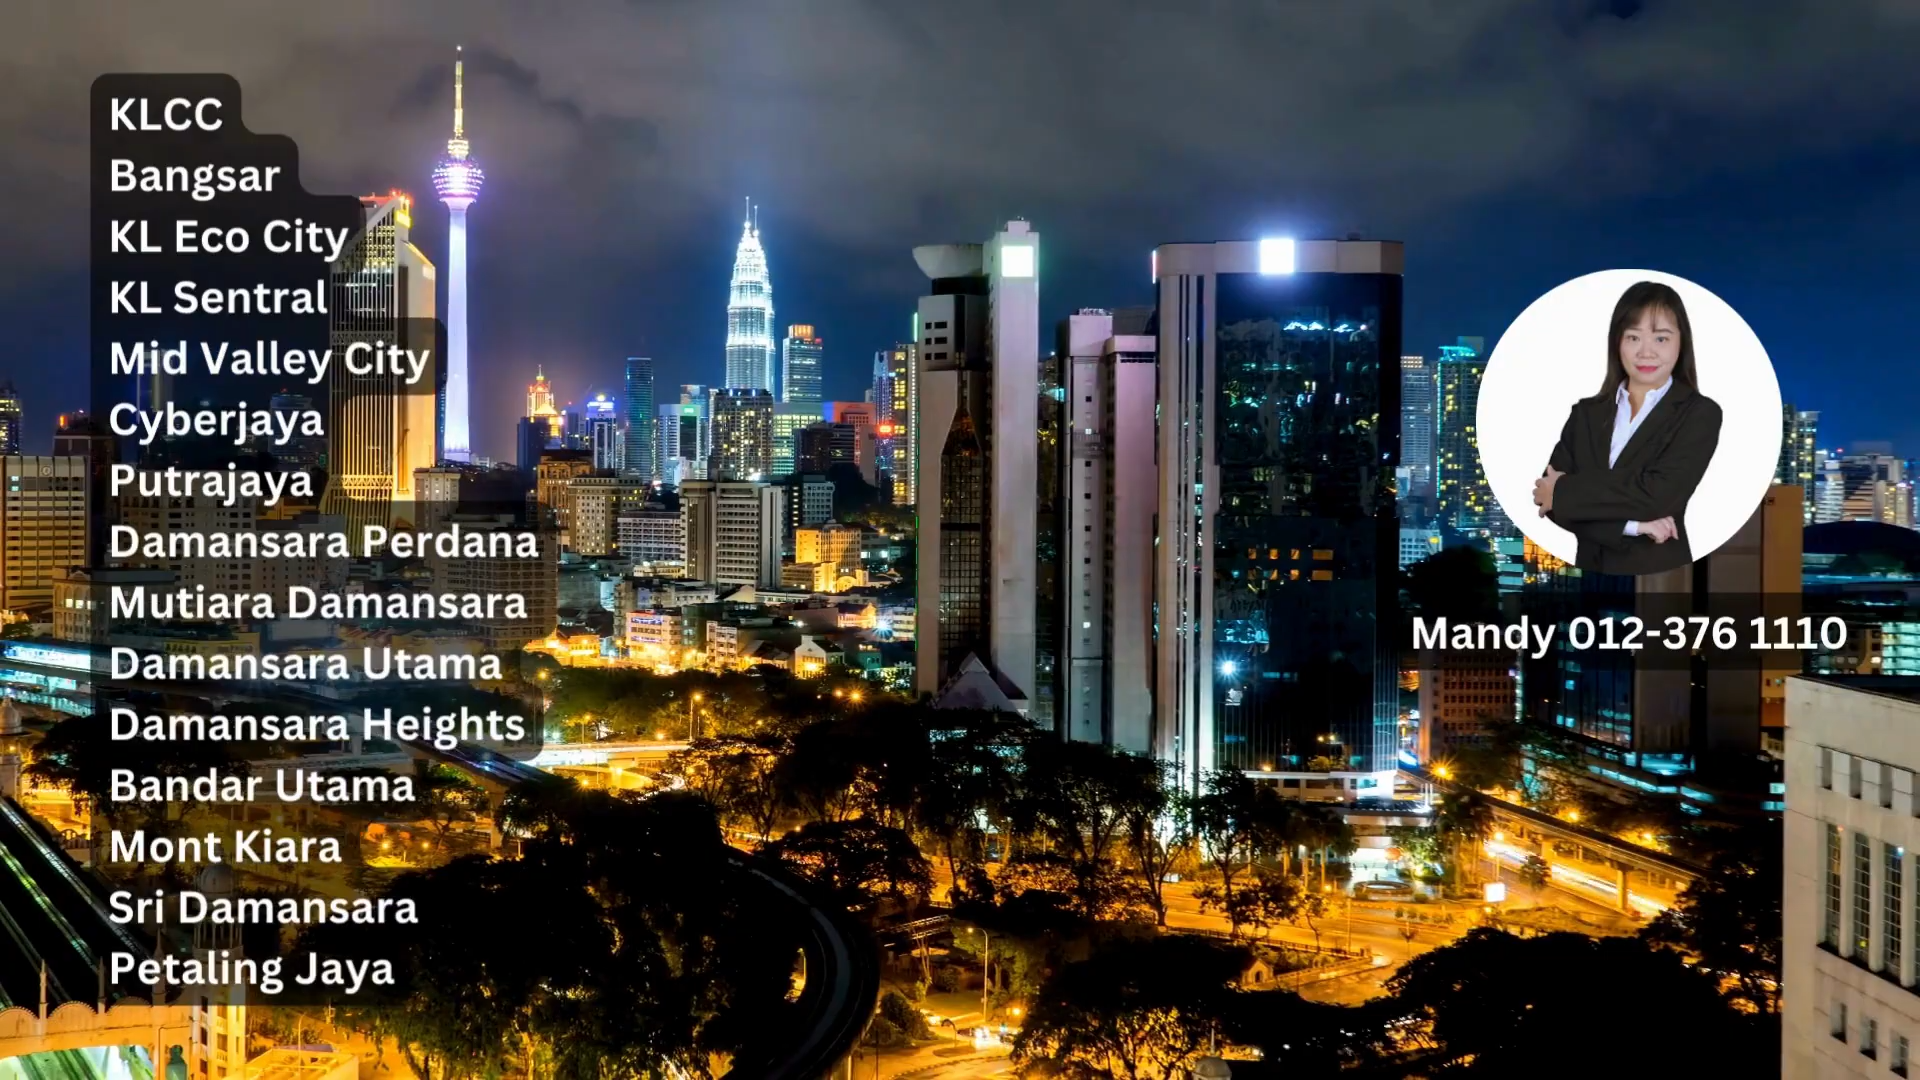 KLCC
Bangsar
KL Eco City
KL Sentral
Mid Valley City
Cyberjaya
Putrajaya
Damansara Perdana
Mutiara Damansara
Damansara Utama
Damansara Heights
Bandar Utama
Mont Kiara
Sri Damansara
Petaling Jaya
Mandy 012-376 1110